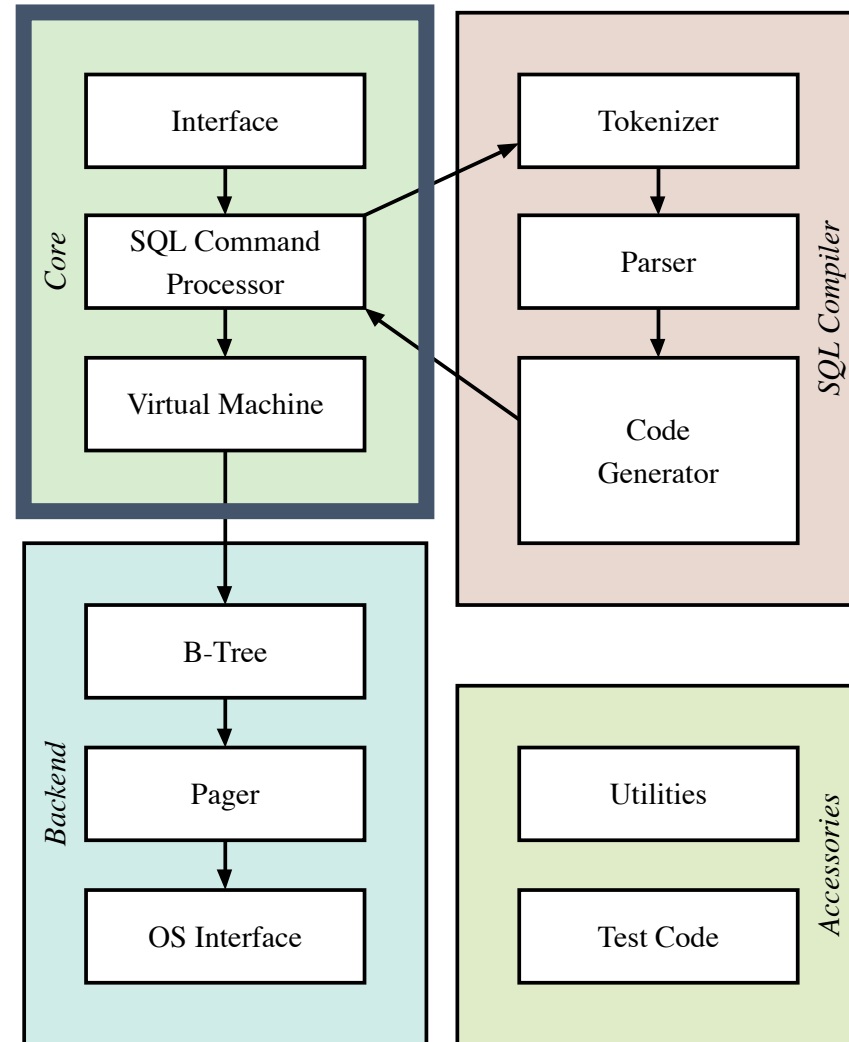 Core
Interface
SQL Command
Processor
Virtual Machine
SQL Compiler
Tokenizer
Parser
Code
Generator
Backend
B-Tree
Pager
OS Interface
Accessories
Utilities
Test Code